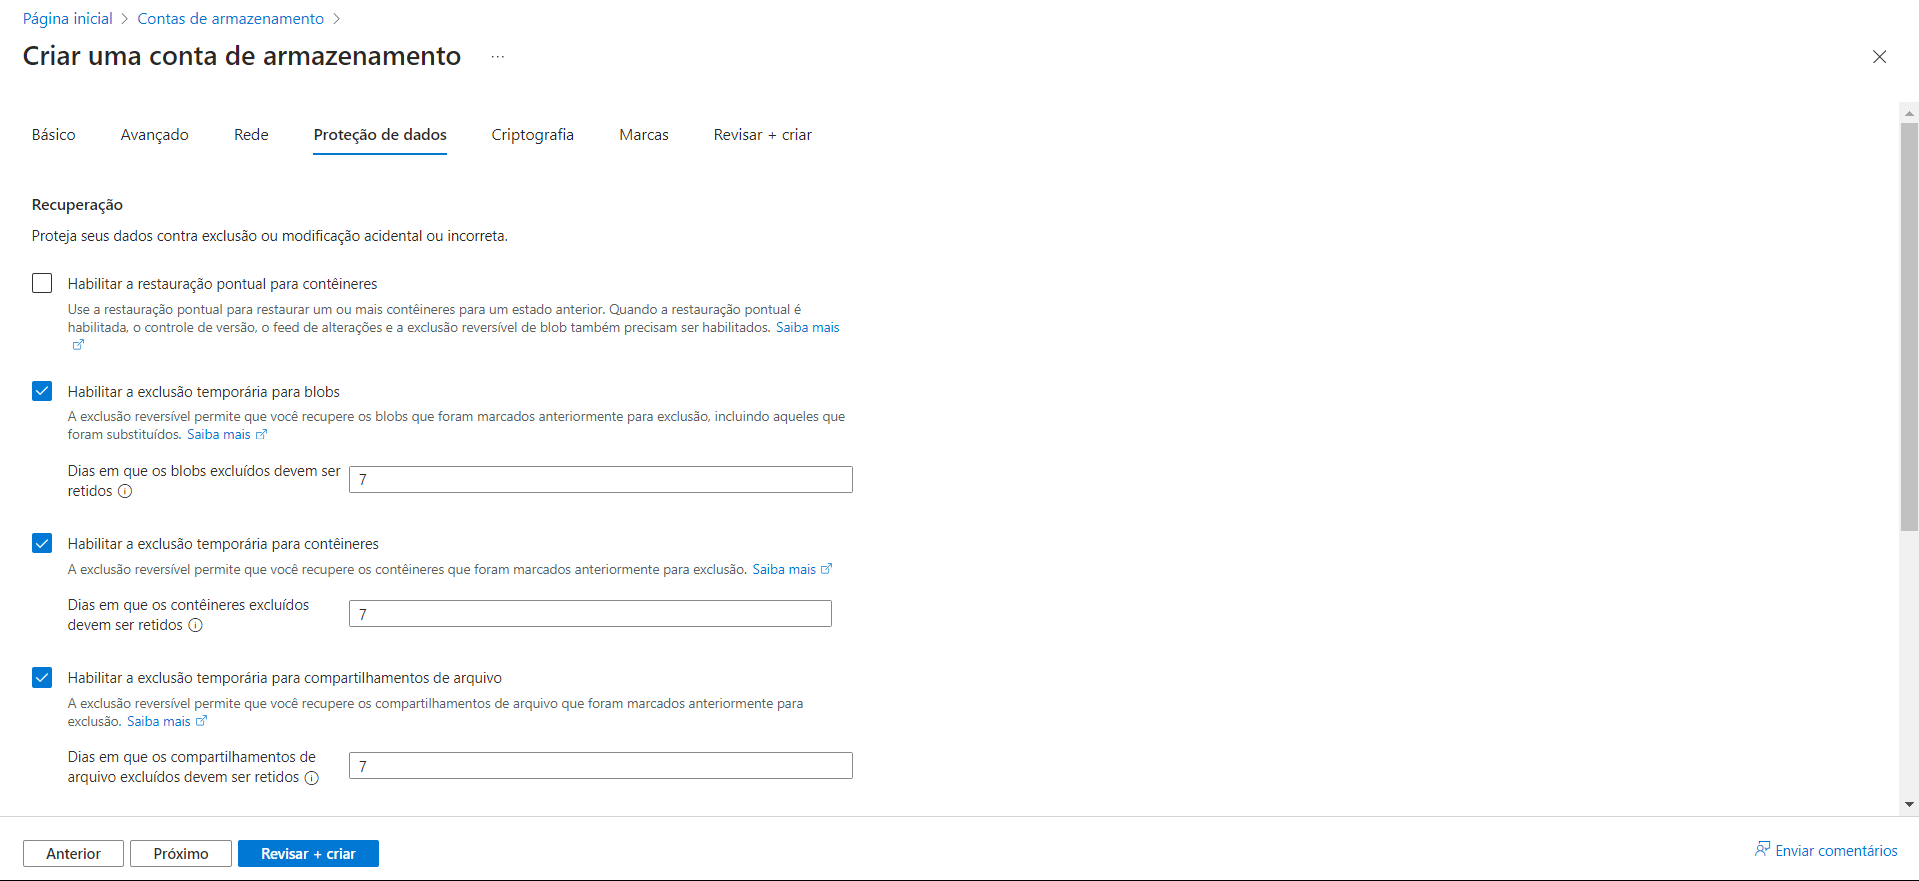 Página inicial > Contas de armazenamento >
Criar uma conta de armazenamento ...
Básico Avançado Rede Proteção de dados Criptografia Marcas Revisar + criar
Recuperação
Proteja seus dados contra exclusão ou modificação acidental ou incorreta.
Habilitar a restauração pontual para contêineres
Use a restauração pontual para restaurar um ou mais contêineres para um estado anterior. Quando a restauração pontual é
habilitada, o controle de versão, o feed de alterações e a exclusão reversível de blob também precisam ser habilitados. Saiba mais
Habilitar a exclusão temporária para blobs
A exclusão reversível permite que você recupere os blobs que foram marcados anteriormente para exclusão, incluindo aqueles que
foram substituídos. Saiba mais
Dias em que os blobs excluídos devem ser
retidos
7
Habilitar a exclusão temporária para contêineres
A exclusão reversível permite que você recupere os contêineres que foram marcados anteriormente para exclusão. Saiba mais
Dias em que os contêineres excluídos
devem ser retidos
7
Habilitar a exclusão temporária para compartilhamentos de arquivo
A exclusão reversível permite que você recupere os compartilhamentos de arquivo que foram marcados anteriormente para
exclusão. Saiba mais
Dias em que os compartilhamentos de
arquivo excluídos devem ser retidos
7
Anterior Próximo Revisar + criar Enviar comentários